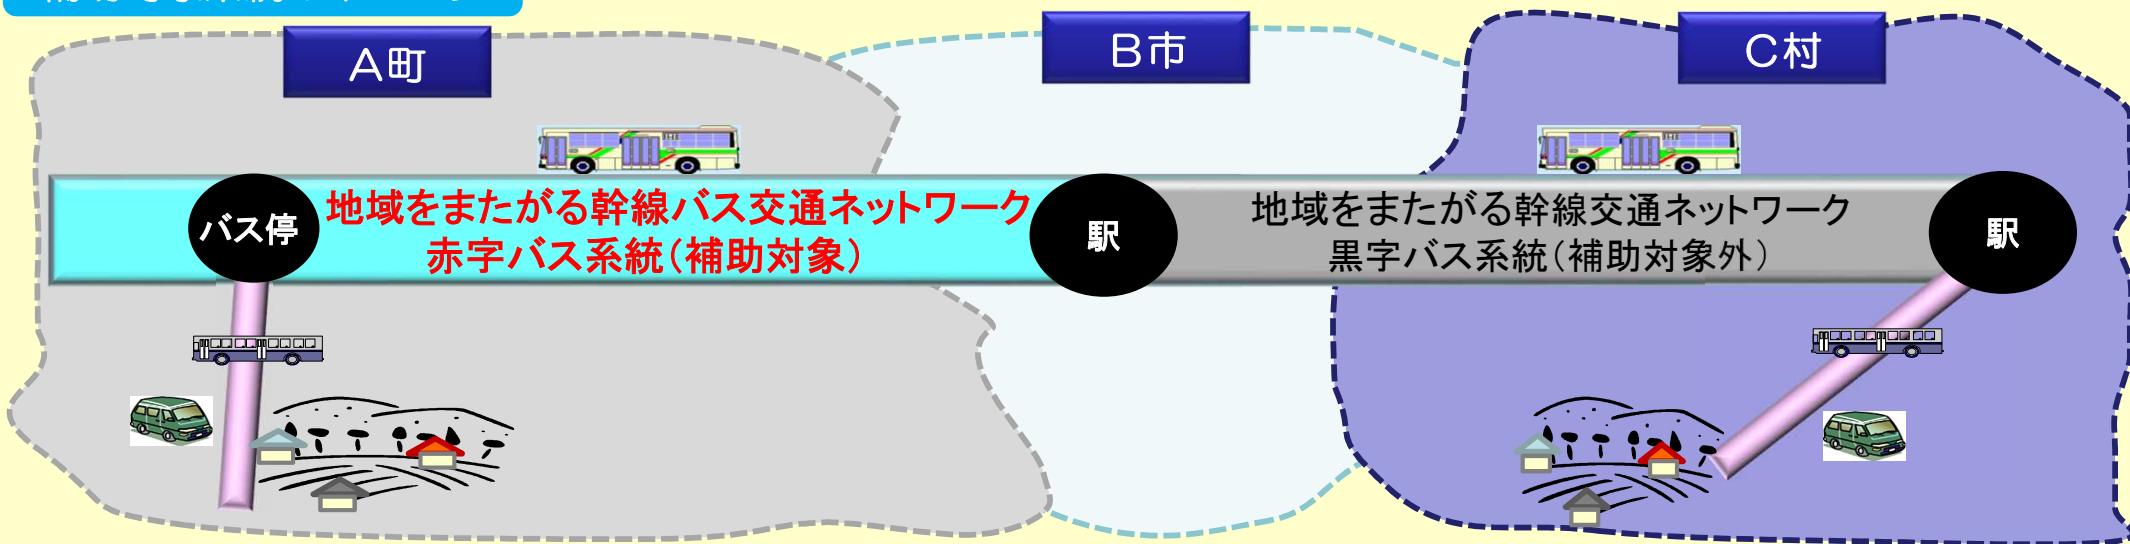 A町
B市
C村
バス停
地域をまたがる幹線バス交通ネットワーク
赤字バス系統(補助対象)
駅
地域をまたがる幹線交通ネットワーク
黒字バス系統(補助対象外)
駅